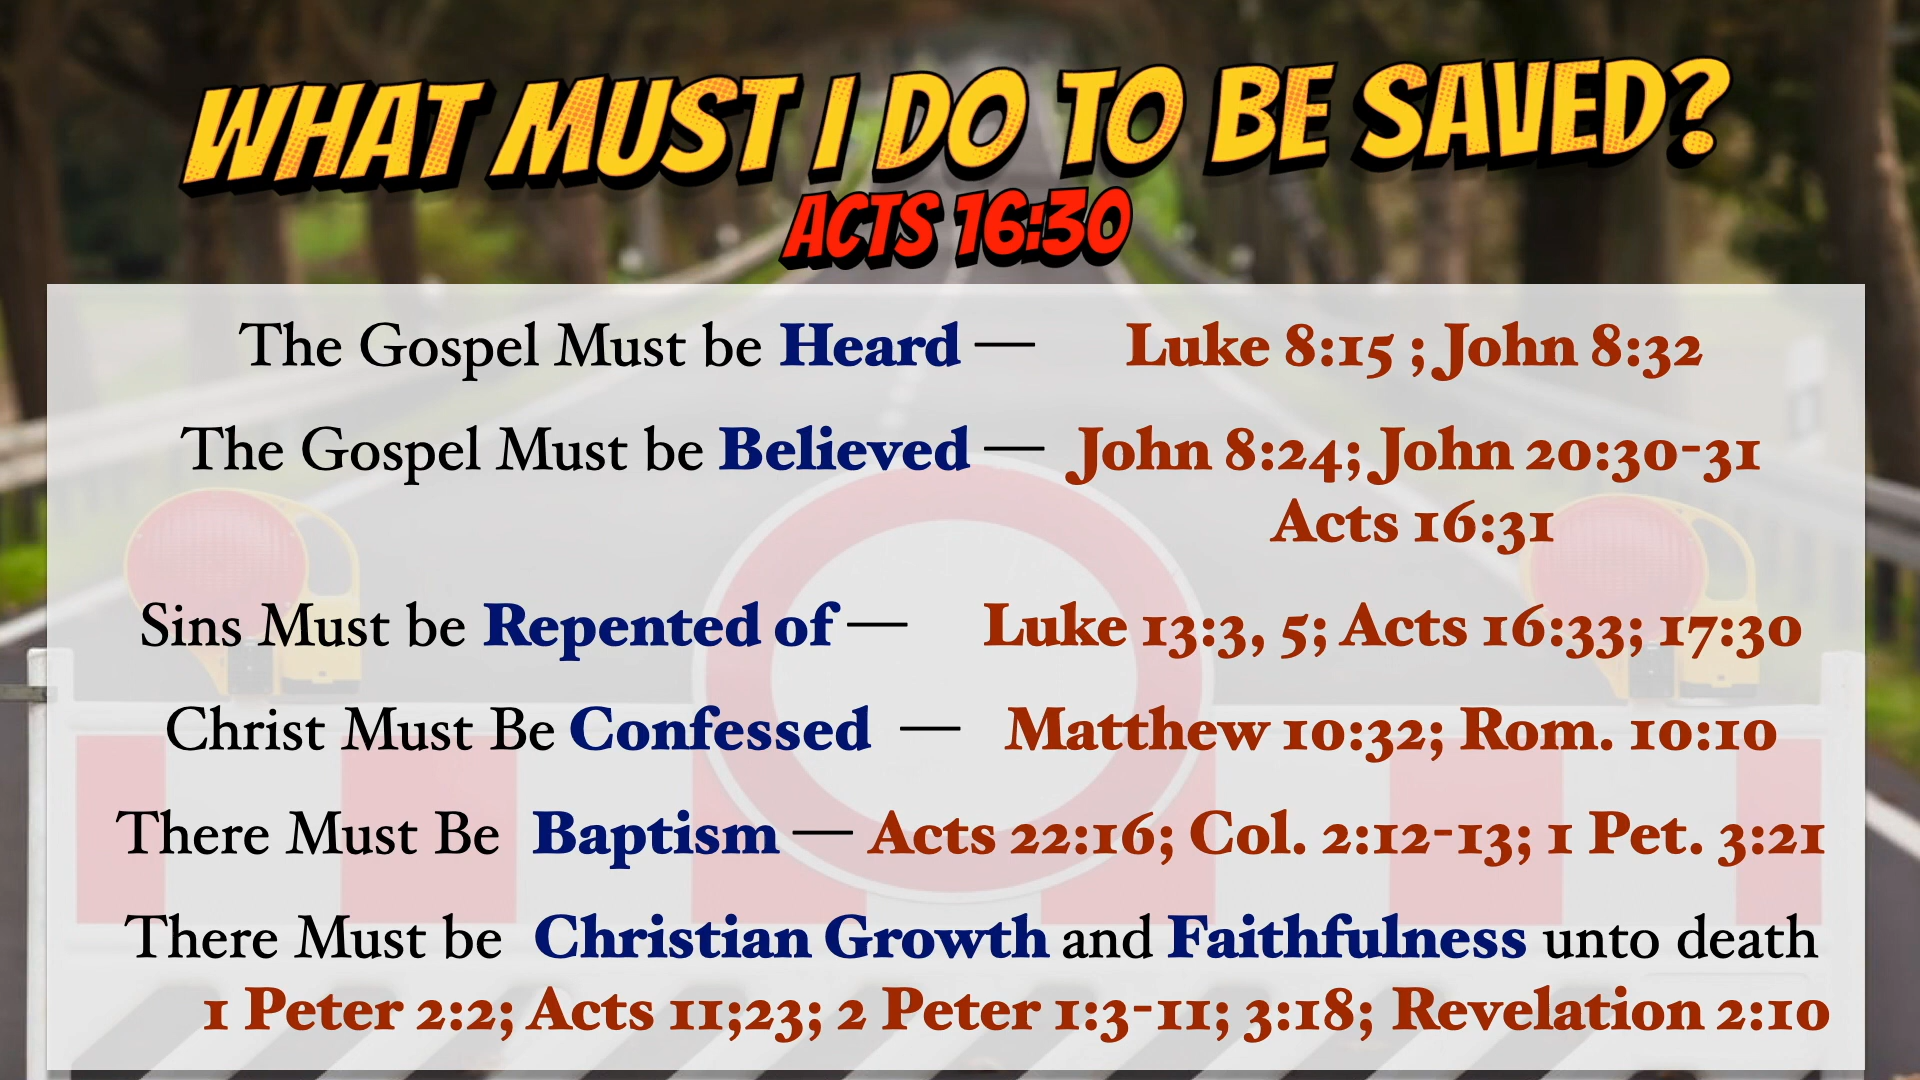 WHAT MUST I DO TO BE SAVED?
ACTS 16:30
The Gospel Must be Heard — Luke 8:15 ; John 8:32
The Gospel Must be Believed — John 8:24; John 20:30-31
Acts 16:31
Sins Must be Repented of — Luke 13:3, 5; Acts 16:33; 17:30
Christ Must Be Confessed — Matthew 10:32; Rom. 10:10
There Must Be Baptism — Acts 22:16; Col. 2:12-13; 1 Pet. 3:21
There Must be Christian Growth and Faithfulness unto death
1 Peter 2:2; Acts 11;23; 2 Peter 1:3-11; 3:18; Revelation 2:10